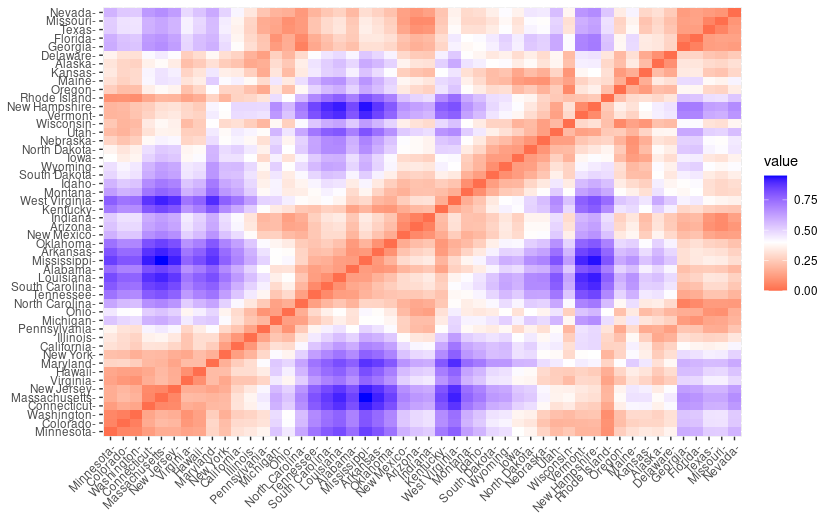 Nevada
Missouri
Texas
Florida
Georgia
Delaware
Alaska
Kansas
Maine
Oregon
Rhode Island
New Hampshire
Vermont
Wisconsin
Utah
Nebraska
North Dakota
Iowa
Wyoming
South Dakota
Idaho
Montana
West Virginia
Kentucky
Indiana
Arizona
New Mexico
Oklahoma
Arkansas
Mississippi
Alabama
Louisiana
South Carolina
Tennessee
North Carolina
Ohio
Michigan
Pennsylvania
Illinois
California
New York
Maryland
Hawaii
Virginia
New Jersey
Massachusetts
Connecticut
Washington
Colorado
Minnesota
Minnesota
Colorado
Washington
Connecticut
Massachusetts
New Jersey
Virginia
Hawaii
Maryland
New York
California
Illinois
Pennsylvania
Michigan
Ohio
North Carolina
Tennessee
South Carolina
Louisiana
Alabama
Mississippi
Arkansas
Oklahoma
New Mexico
Arizona
Indiana
Kentucky
West Virginia
Montana
Idaho
South Dakota
Wyoming
Iowa
North Dakota
Nebraska
Utah
Wisconsin
Vermont
New Hampshire
Rhode Island
Oregon
Maine
Kansas
Alaska
Delaware
Georgia
Florida
Texas
Missouri
Nevada
value
0.75
0.50
0.25
0.00